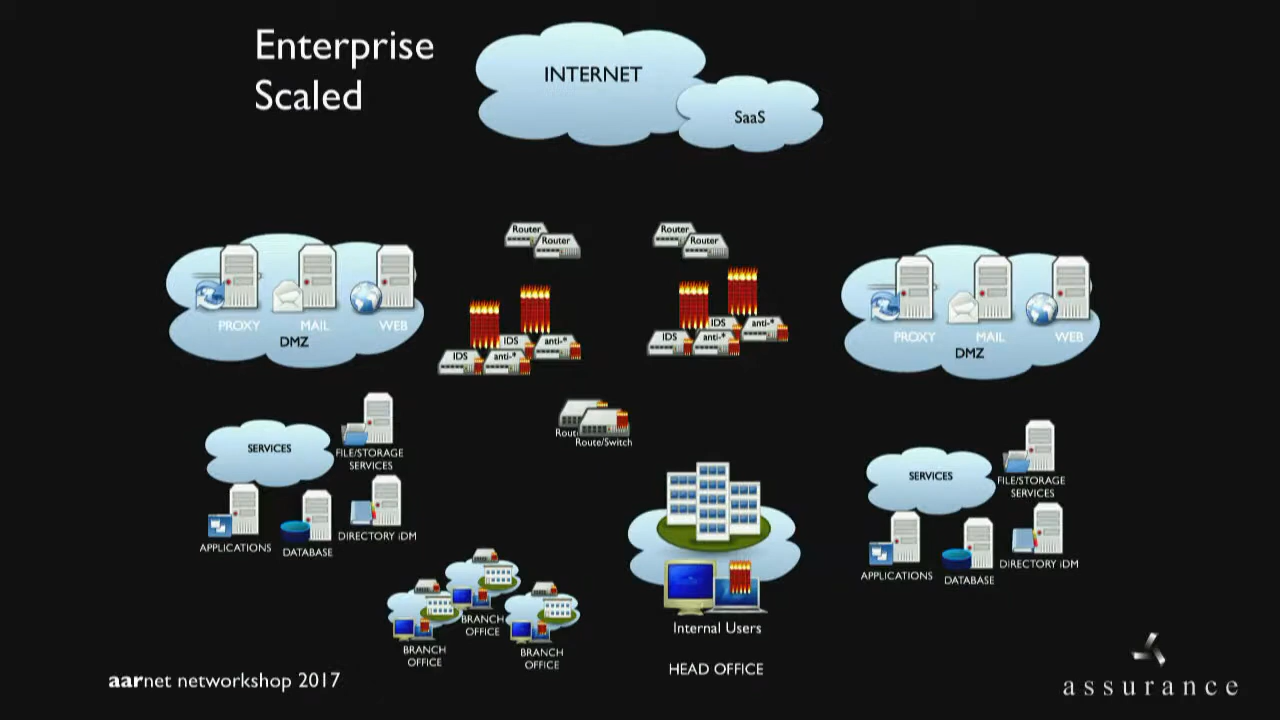 Enterprise
Scaled
INTERNET
SaaS
Router
Router
Router
Router
PROXY
MAIL
WEB
DMZ
IDS
anti-*
IDS
anti-*
IDS
anti-*
IDS
anti-*
PROXY
MAIL
WEB
DMZ
Route/Switch
SERVICES
FILE/STORAGE
SERVICES
APPLICATIONS
DATABASE
DIRECTORY iDM
SERVICES
FILE/STORAGE
SERVICES
APPLICATIONS
DATABASE
DIRECTORY iDM
BRANCH
OFFICE
BRANCH
OFFICE
BRANCH
OFFICE
Internal Users
HEAD OFFICE
aarnet networkshop 2017
assurance